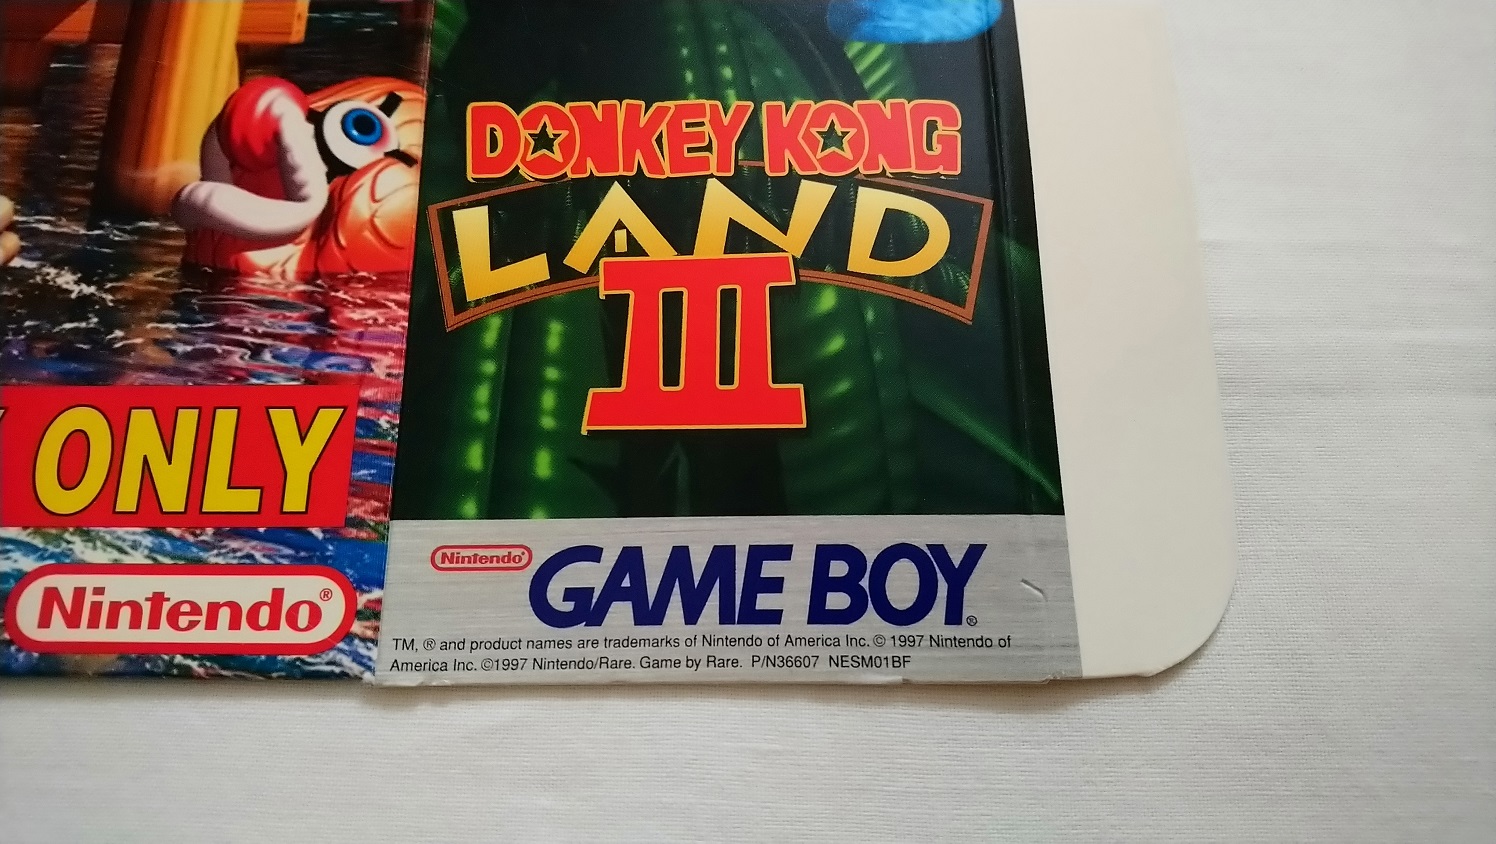 ONLY
Nintendo®
DONKEY KONG
LAND
III
Nintendo®
GAME BOY®
TM, ® and product names are trademarks of Nintendo of America Inc. © 1997 Nintendo of
America Inc. ©1997 Nintendo/Rare. Game by Rare. P/N36607 NESM01BF